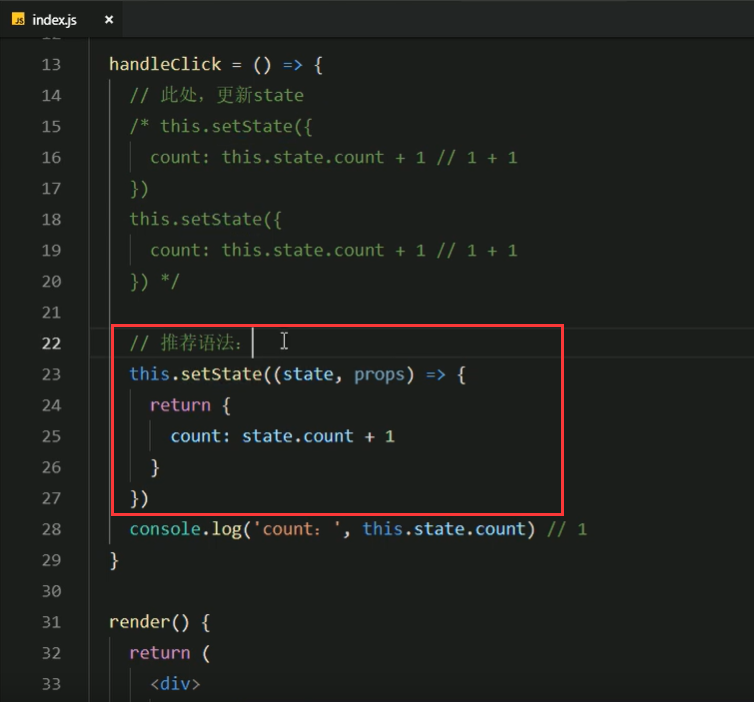 JS index.js ×
12
13 handleClick = () => {
14 // 此处，更新state
15 /* this.setState({
16 count: this.state.count + 1 // 1 + 1
17 })
18 this.setState({
19 count: this.state.count + 1 // 1 + 1
20 }) */
21
22 // 推荐语法：
23 this.setState((state, props) => {
24 return {
25 count: state.count + 1
26 }
27 })
28 console.log('count：', this.state.count) // 1
29 }
30
31 render() {
32 return (
33 <div>